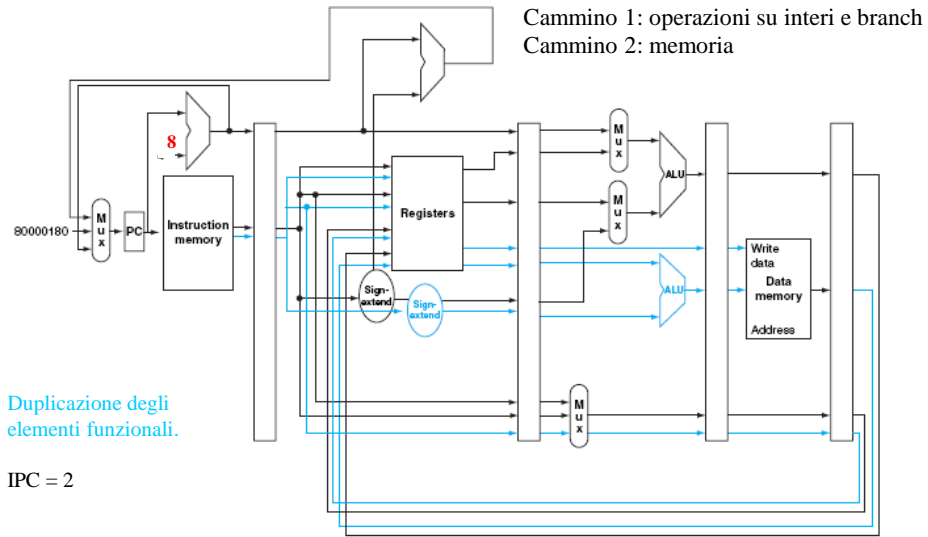 Cammino 1: operazioni su interi e branch
Cammino 2: memoria
8
M
u
x
M
u
x
ALU
80000180
M
u
x
PC
Instruction
memory
Registers
Sign-
extend
Sign-
extend
ALU
Write
data
Data
memory
Address
M
u
x
Duplicazione degli
elementi funzionali.
IPC = 2